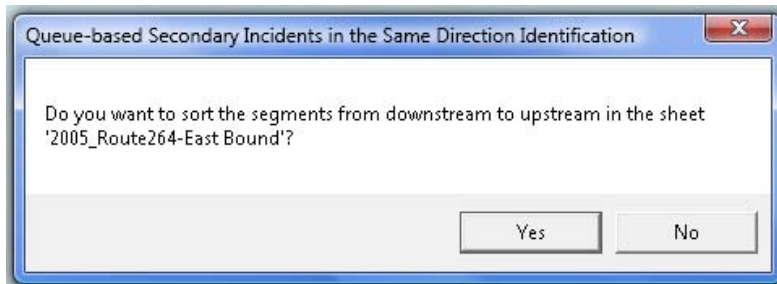 Queue-based Secondary Incidents in the Same Direction Identification
Do you want to sort the segments from downstream to upstream in the sheet
'2005_Route264-East Bound'?
Yes No